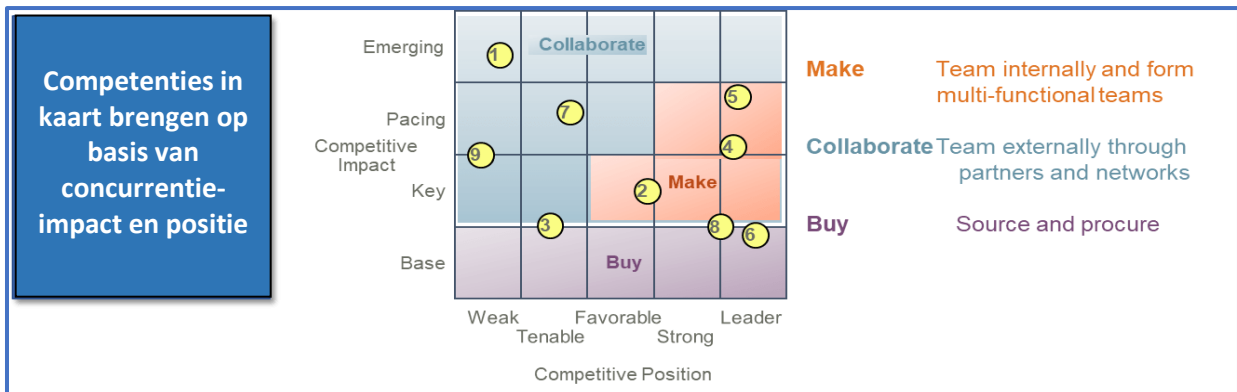 Competenties in
kaart brengen op
basis van
concurrentie-
impact en positie
Emerging
Pacing
Competitive
Impact
Key
Base
1
Collaborate
7
5
9
4
2
Make
3
8
6
Buy
Weak
Tenable
Favorable
Strong
Leader
Competitive Position
Make Team internally and form
multi-functional teams
Collaborate Team externally through
partners and networks
Buy Source and procure